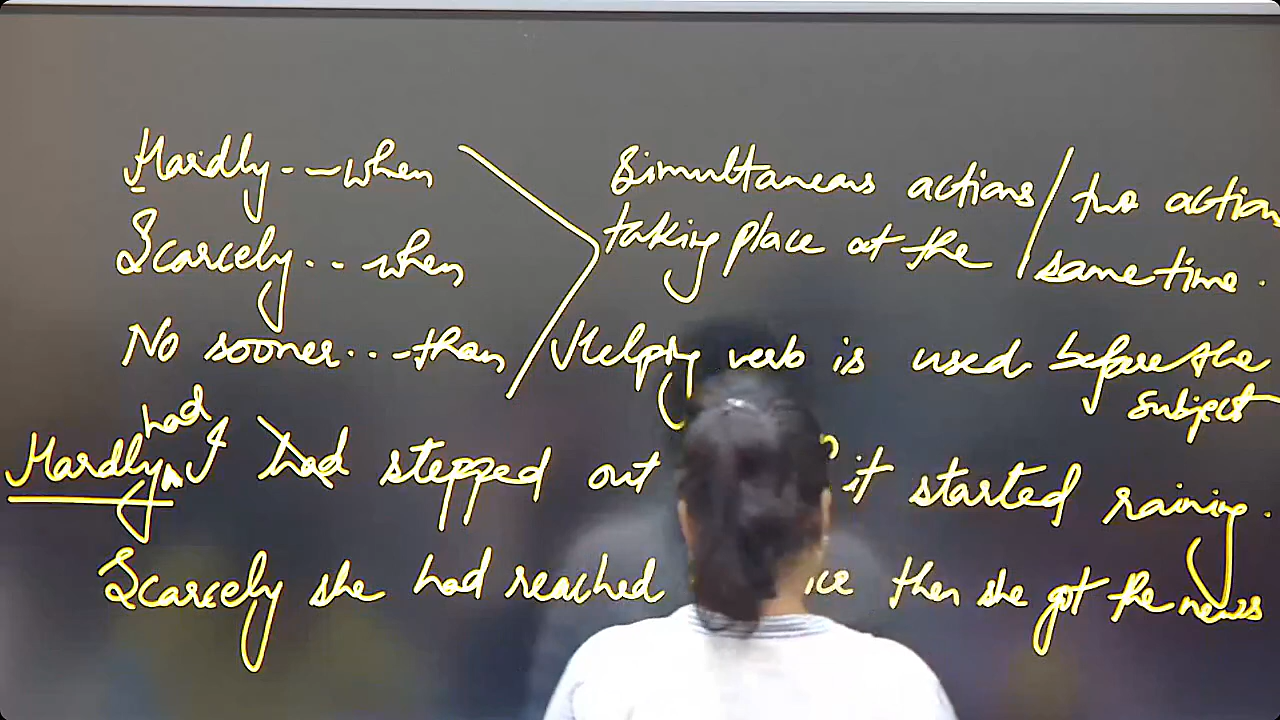 Hardly - - when
Scarcely . . - when
No sooner . . - than
Simultaneous actions / two action
taking place at the / same time .
Helping verb is used before the
subject
had
Hardly I had stepped out it started raining .
Scarcely she had reached then she got the news